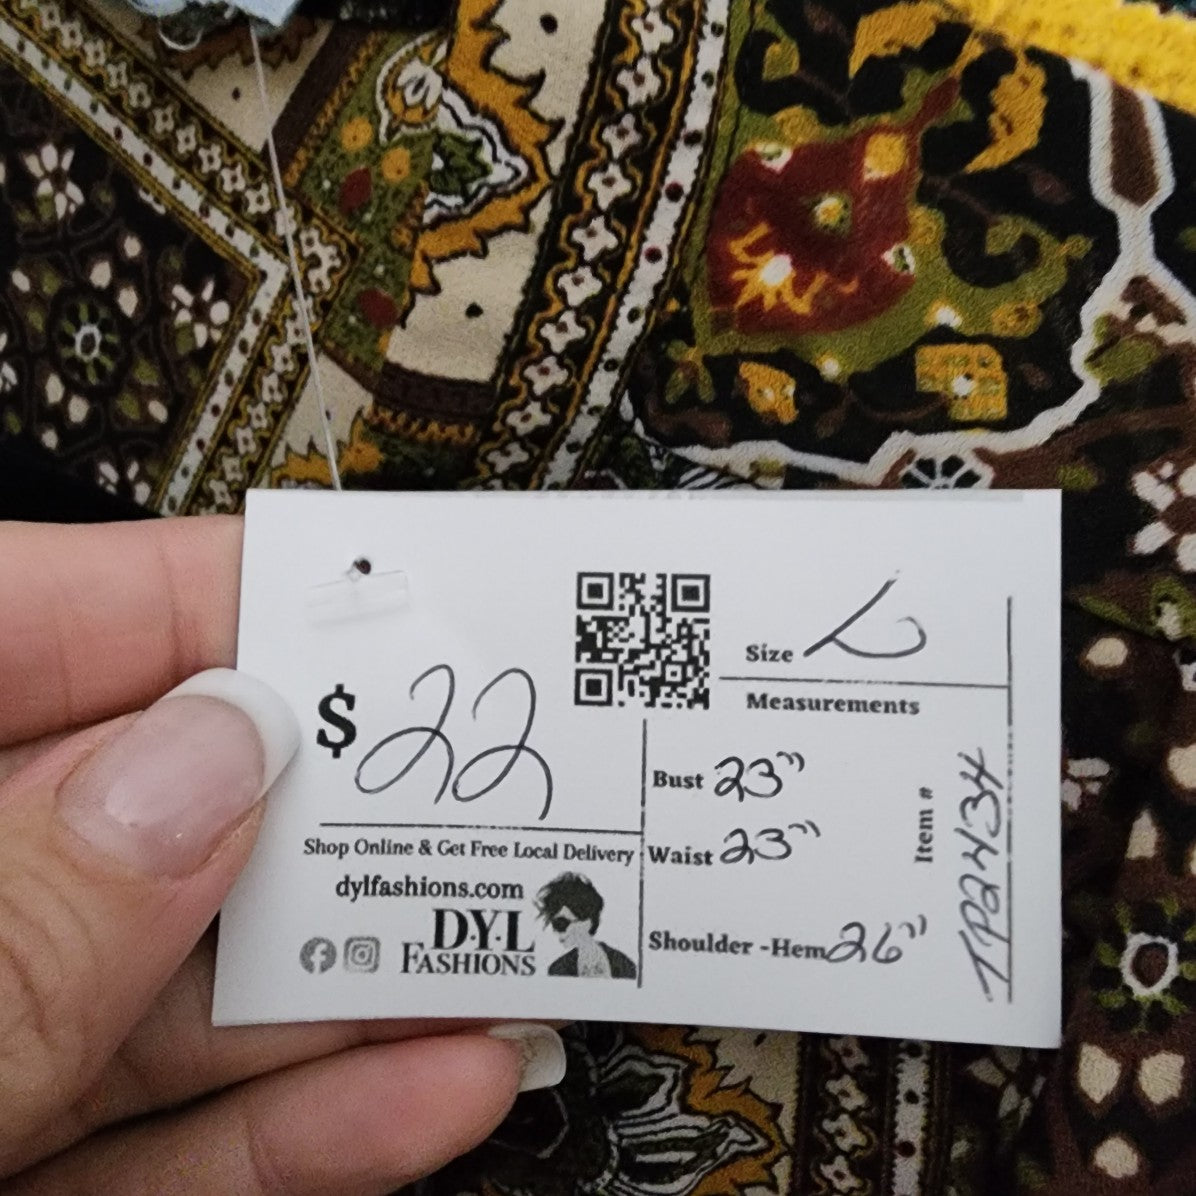 $22
Shop Online & Get Free Local Delivery
dylfashions.com
D·Y·L
FASHIONS
Size L
Measurements
Bust 23"
Waist 23"
Shoulder -Hem 26"
Item # TP2434